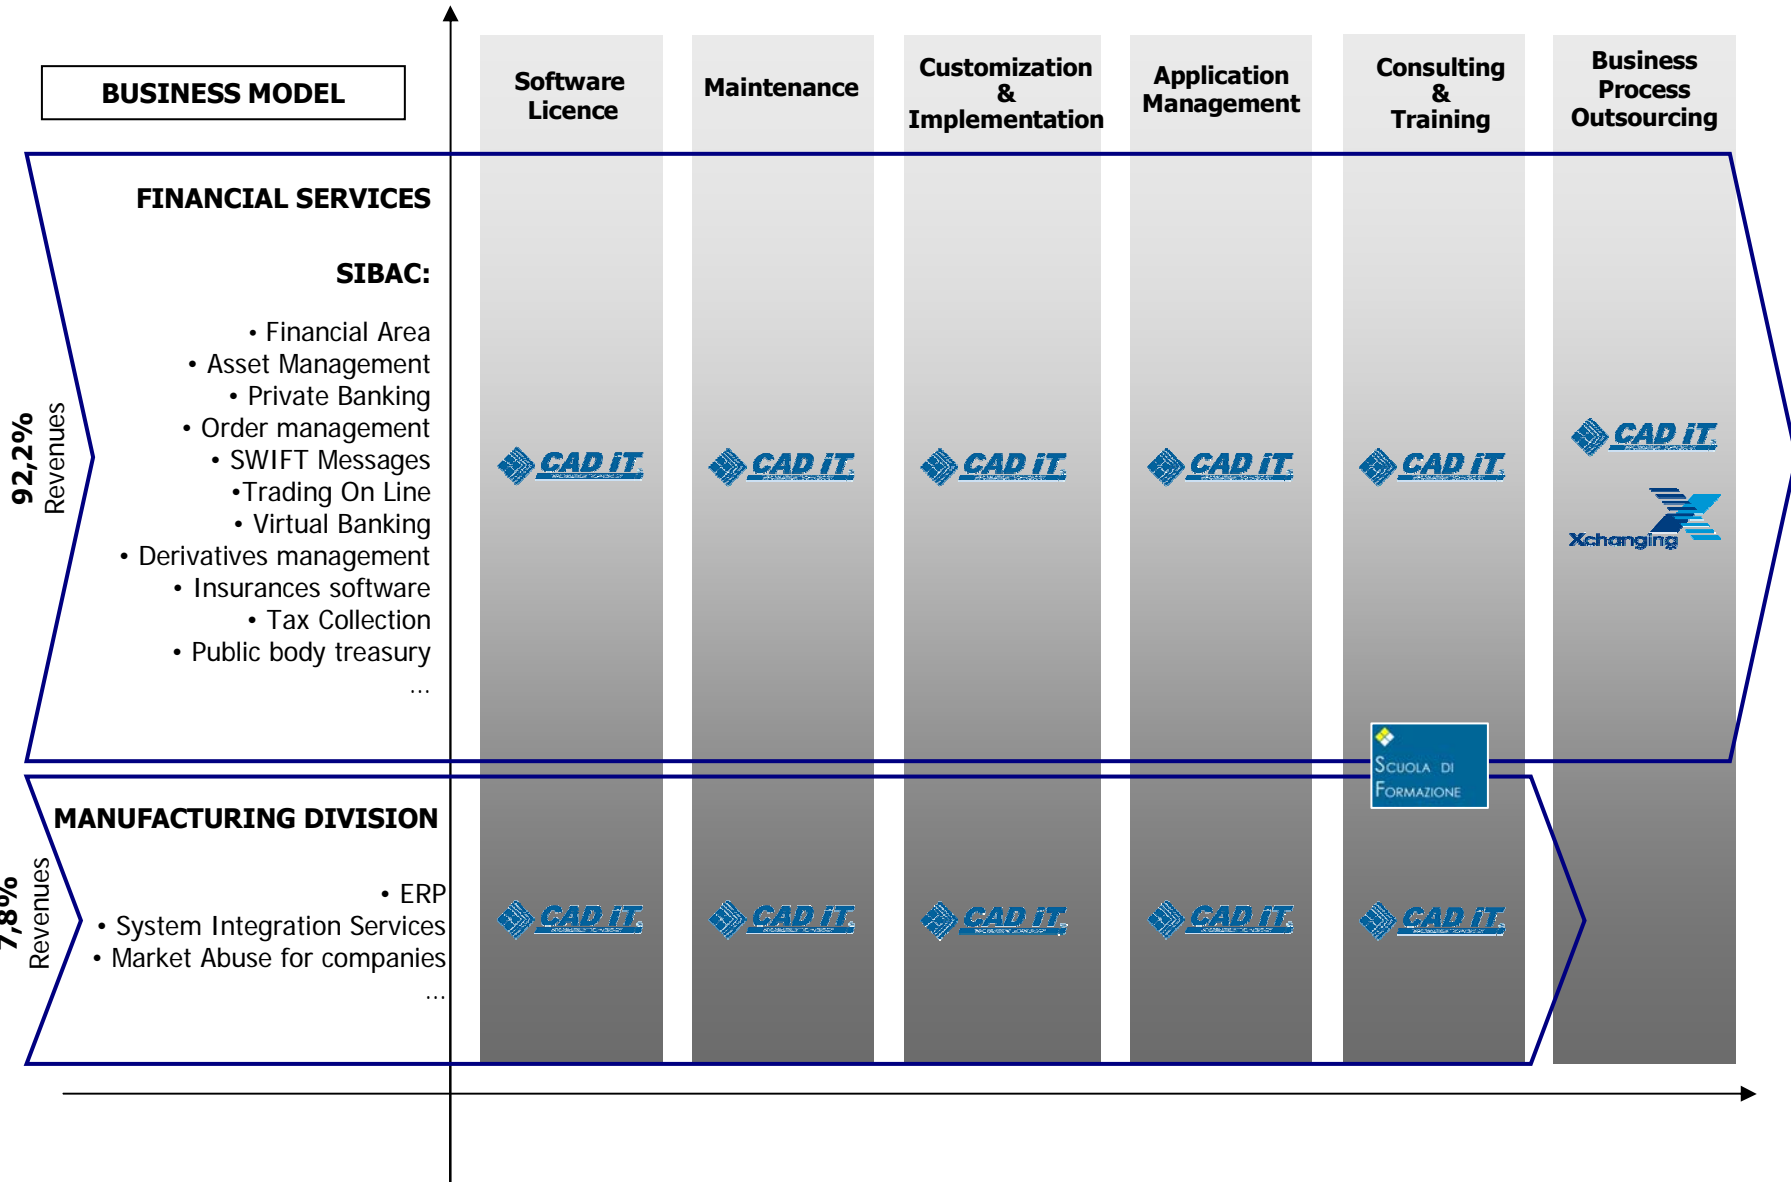 BUSINESS MODEL
Software
Licence
Maintenance
Customization
&
Implementation
Application
Management
Consulting
&
Training
Business
Process
Outsourcing
92,2%
Revenues
FINANCIAL SERVICES
SIBAC:
• Financial Area
• Asset Management
• Private Banking
• Order management
• SWIFT Messages
•Trading On Line
• Virtual Banking
• Derivatives management
• Insurances software
• Tax Collection
• Public body treasury
...
CAD iT
CAD iT
CAD iT
CAD iT
CAD iT
CAD iT
Xchanging
SCUOLA DI
FORMAZIONE
7,8%
Revenues
MANUFACTURING DIVISION
• ERP
• System Integration Services
• Market Abuse for companies
...
CAD iT
CAD iT
CAD iT
CAD iT
CAD iT